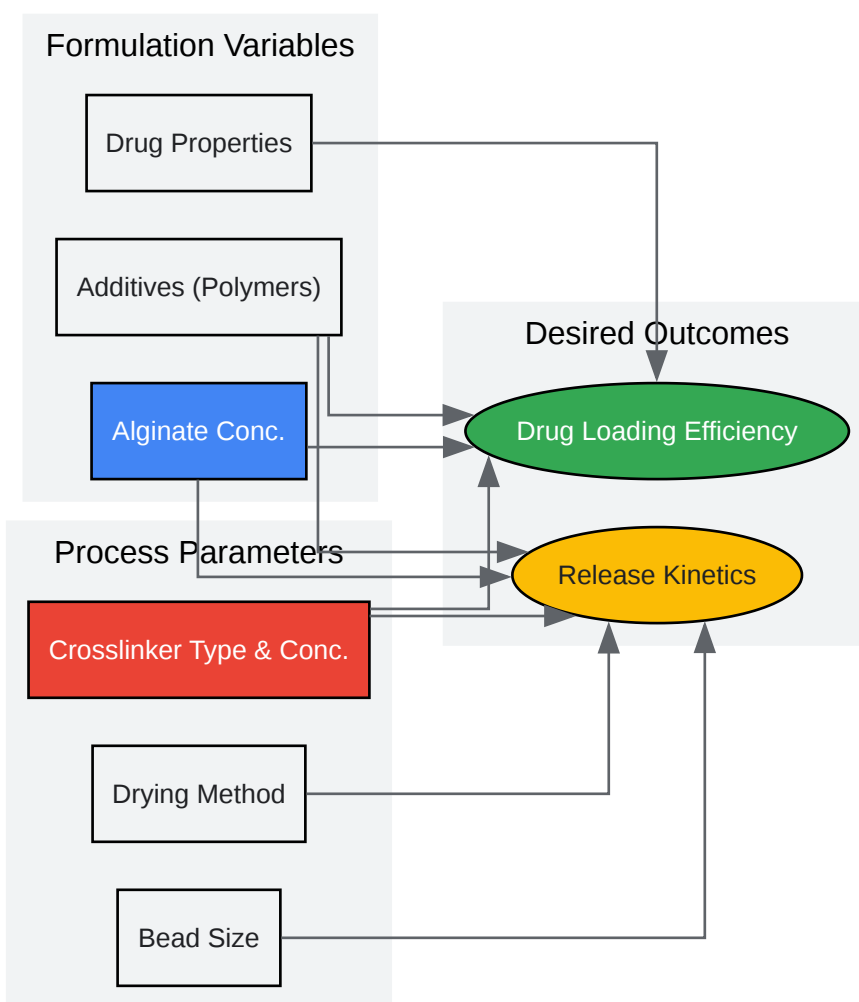 Formulation Variables
Drug Properties
Additives (Polymers)
Alginate Conc.
Desired Outcomes
Drug Loading Efficiency
Release Kinetics
Process Parameters
Crosslinker Type & Conc.
Drying Method
Bead Size